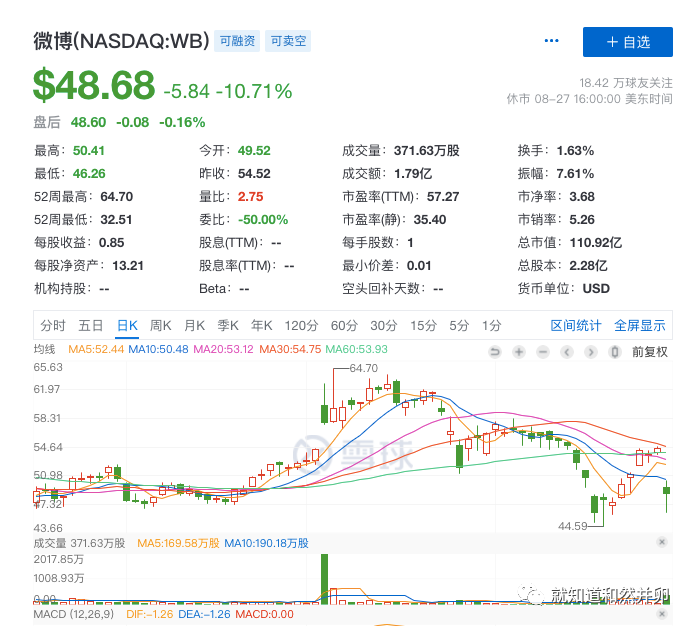 微博(NASDAQ:WB) 可融资 可卖空 ··· ＋自选
$48.68 -5.84 -10.71% 18.42 万球友关注
休市 08-27 16:00:00 美东时间
盘后 48.60 -0.08 -0.16%
最高：50.41 今开：49.52 成交量：371.63万股 换手：1.63%
最低：46.26 昨收：54.52 成交额：1.79亿 振幅：7.61%
52周最高：64.70 量比：2.75 市盈率(TTM)：57.27 市净率：3.68
52周最低：32.51 委比：-50.00% 市盈率(静)：35.40 市销率：5.26
每股收益：0.85 股息(TTM)：-- 每手股数：1 总市值：110.92亿
每股净资产：13.21 股息率(TTM)：-- 最小价差：0.01 总股本：2.28亿
机构持股：-- Beta：-- 空头回补天数：-- 货币单位：USD
分时 五日 日K 周K 月K 季K 年K 120分 60分 30分 15分 5分 1分 区间统计 全屏显示
均线 MA5:52.44 MA10:50.48 MA20:53.12 MA30:54.75 MA60:53.93 前复权
65.63
64.70
61.97
58.31
54.64
雪球
50.98
47.32
43.66
44.59
成交量 371.63万股 MA5:169.58万股 MA10:190.18万股
2017.85万
1008.93万
0.00
就知道和然并卵
MACD (12,26,9) DIF:-1.26 DEA:-1.26 MACD:0.00